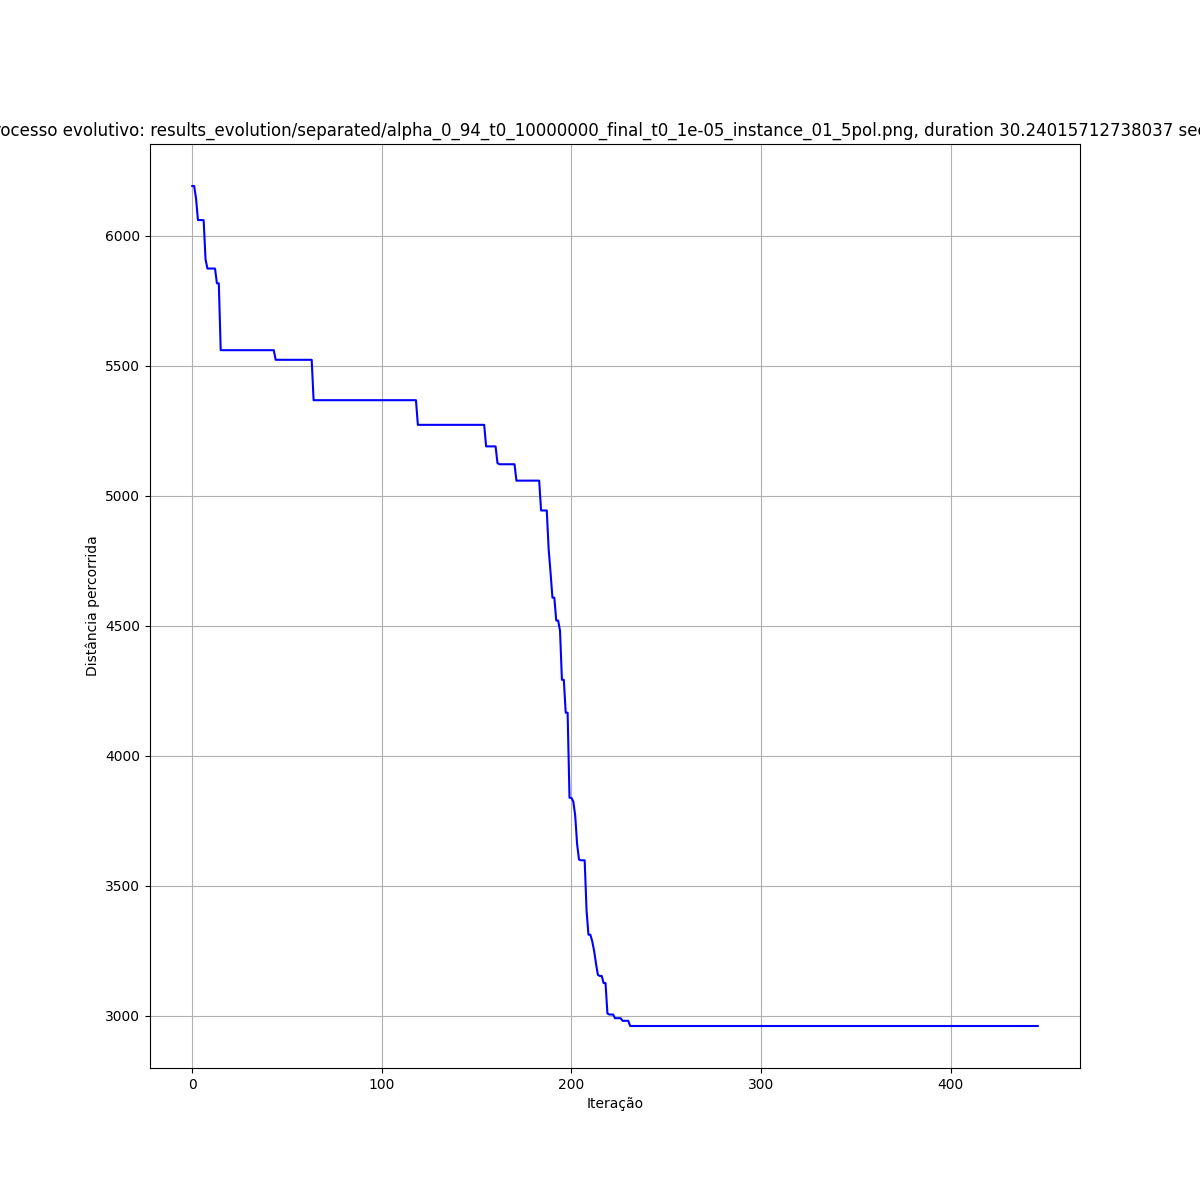 ocesso evolutivo: results_evolution/separated/alpha_0_94_t0_10000000_final_t0_1e-05_instance_01_5pol.png, duration 30.24015712738037 sec
6000
5500
5000
4500
4000
3500
3000
Distância percorrida
0 100 200 300 400
Iteração